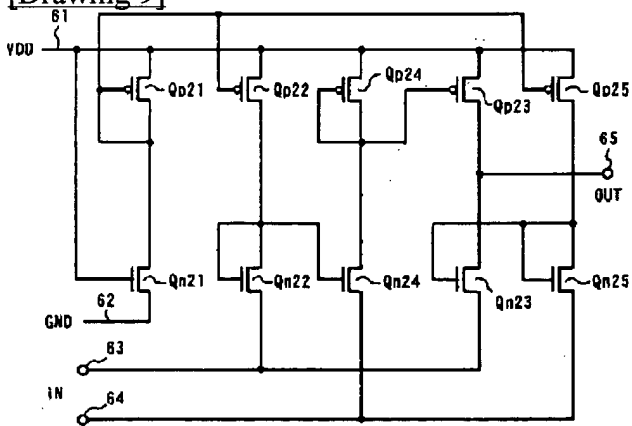 [Drawing 9]
61
VDD
Qp21
Qp22
Qp24
Qp23
Qp25
65
OUT
Qn21
Qn22
Qn24
Qn23
Qn25
62
GND
63
IN
64